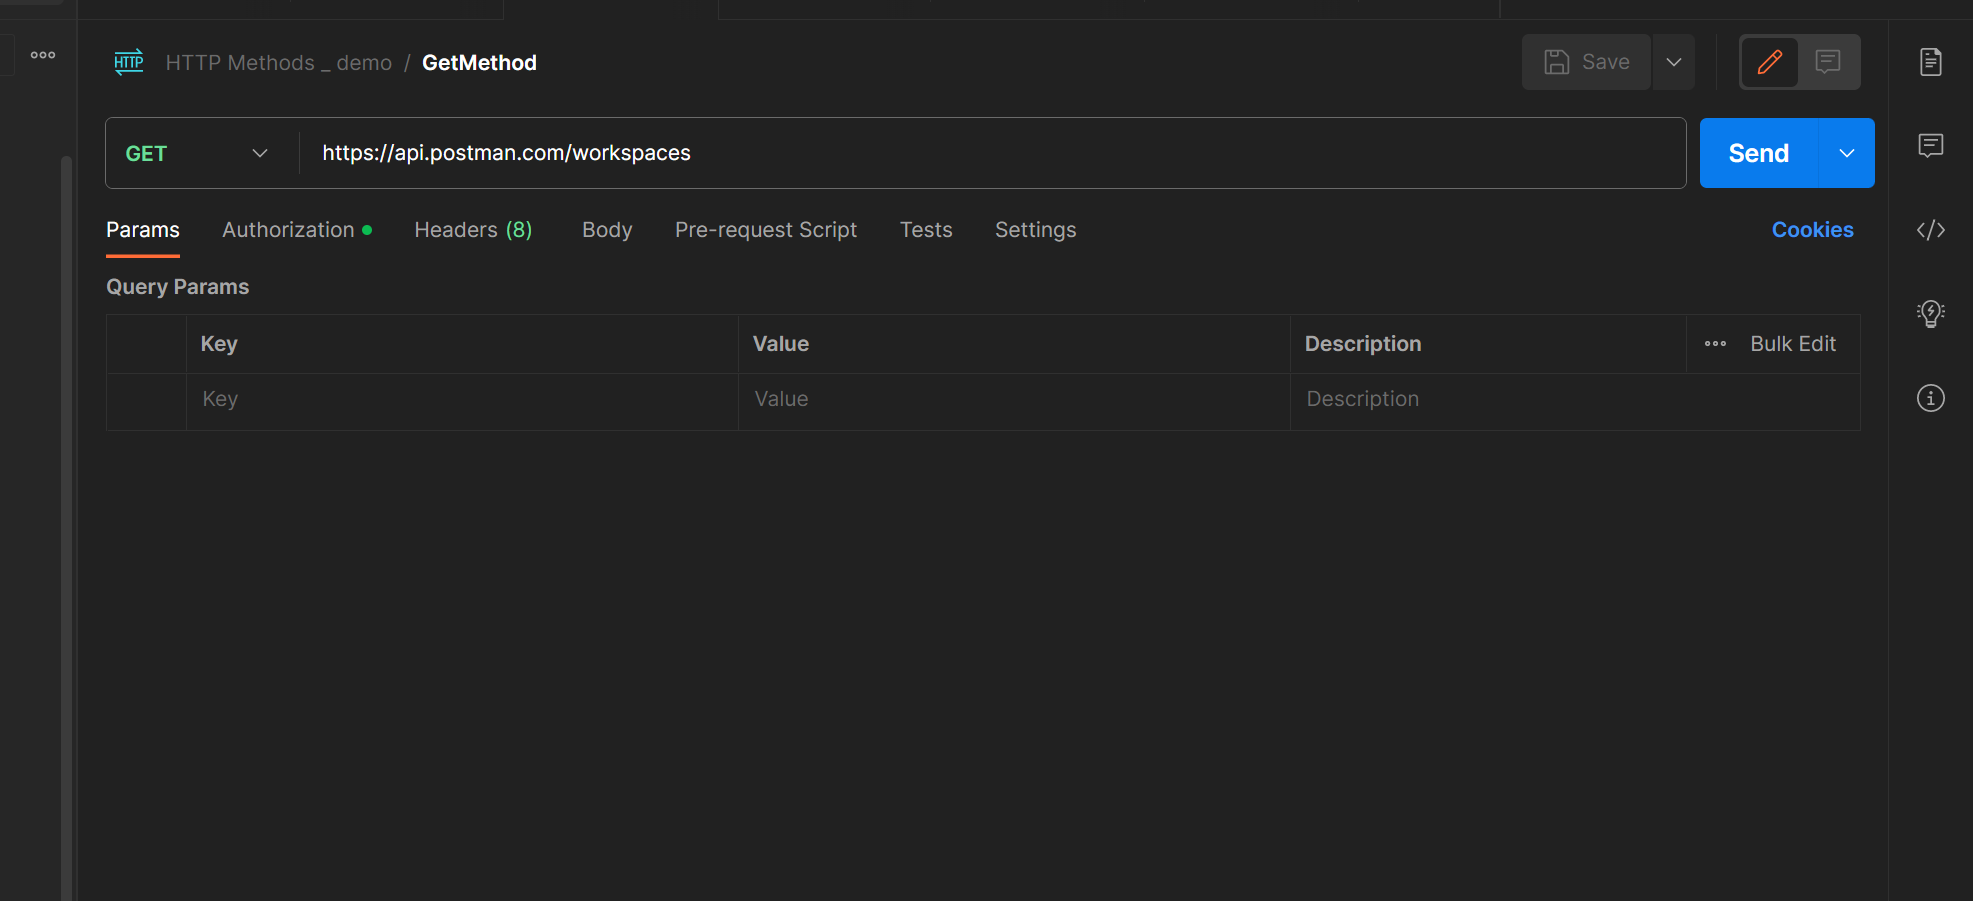 HTTP HTTP Methods _ demo / GetMethod Save
GET https://api.postman.com/workspaces Send
Params Authorization Headers (8) Body Pre-request Script Tests Settings Cookies
Query Params
Key Value Description Bulk Edit
Key Value Description